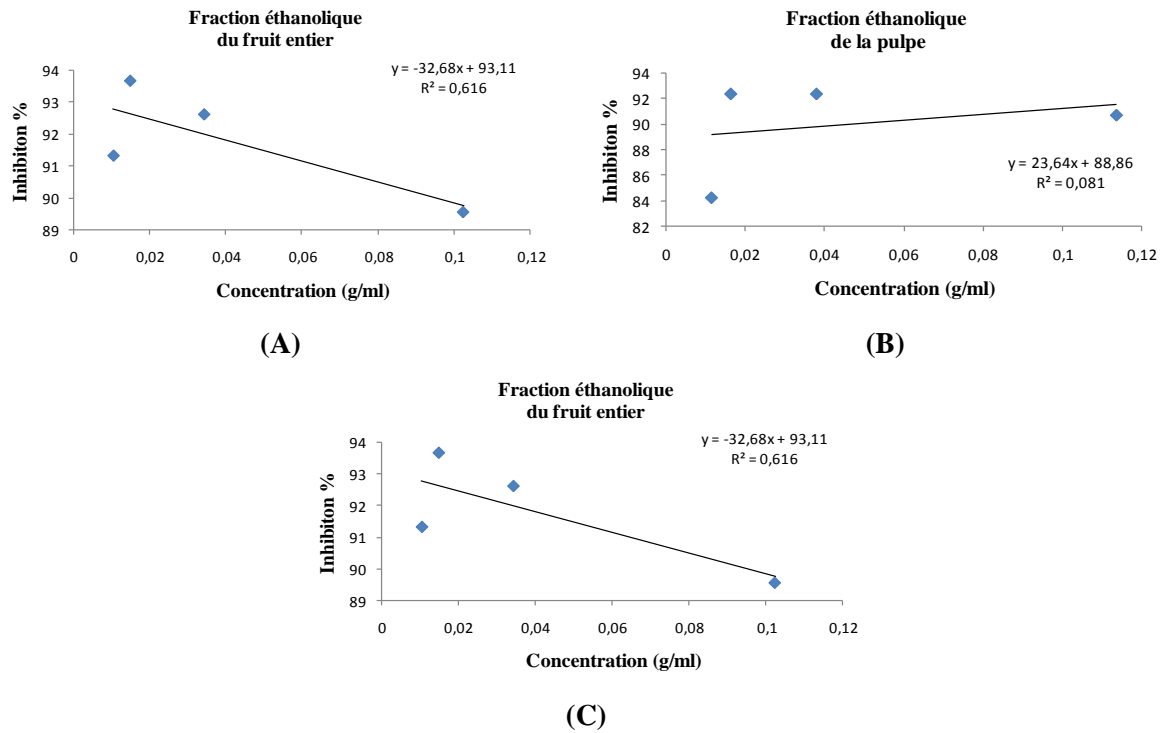 Fraction éthanolique
du fruit entier
y = -32,68x + 93,11
R² = 0,616
94
93
92
91
90
89
Inhibiton %
0 0,02 0,04 0,06 0,08 0,1 0,12
Concentration (g/ml)
(A)
Fraction éthanolique
de la pulpe
94
92
90
88
86
84
82
Inhibiton %
y = 23,64x + 88,86
R² = 0,081
0 0,02 0,04 0,06 0,08 0,1 0,12
Concentration (g/ml)
(B)
Fraction éthanolique
du fruit entier
y = -32,68x + 93,11
R² = 0,616
94
93
92
91
90
89
Inhibiton %
0 0,02 0,04 0,06 0,08 0,1 0,12
Concentration (g/ml)
(C)